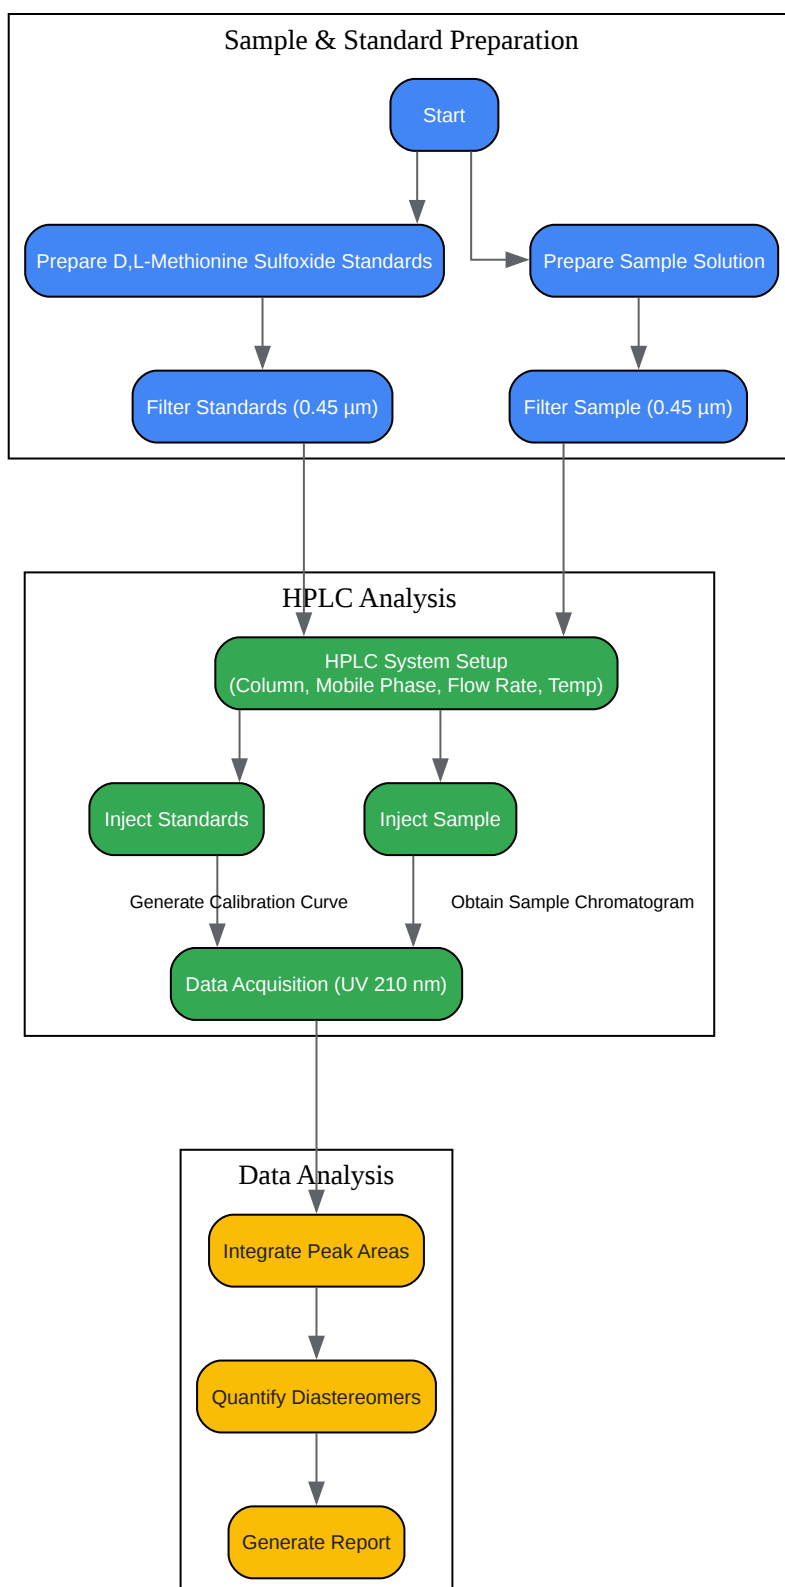 Sample & Standard Preparation
Start
Prepare D,L-Methionine Sulfoxide Standards
Prepare Sample Solution
Filter Standards (0.45 µm)
Filter Sample (0.45 µm)
HPLC Analysis
HPLC System Setup
(Column, Mobile Phase, Flow Rate, Temp)
Inject Standards
Inject Sample
Generate Calibration Curve
Obtain Sample Chromatogram
Data Acquisition (UV 210 nm)
Data Analysis
Integrate Peak Areas
Quantify Diastereomers
Generate Report